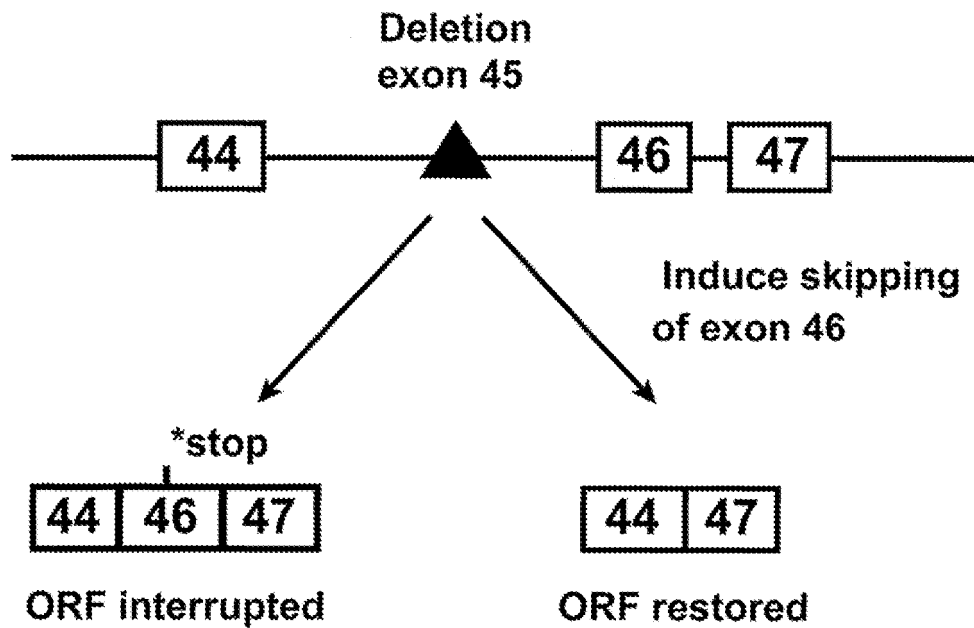 Deletion
exon 45
44
46
47
Induce skipping
of exon 46
*stop
44 46 47
44 47
ORF interrupted
ORF restored